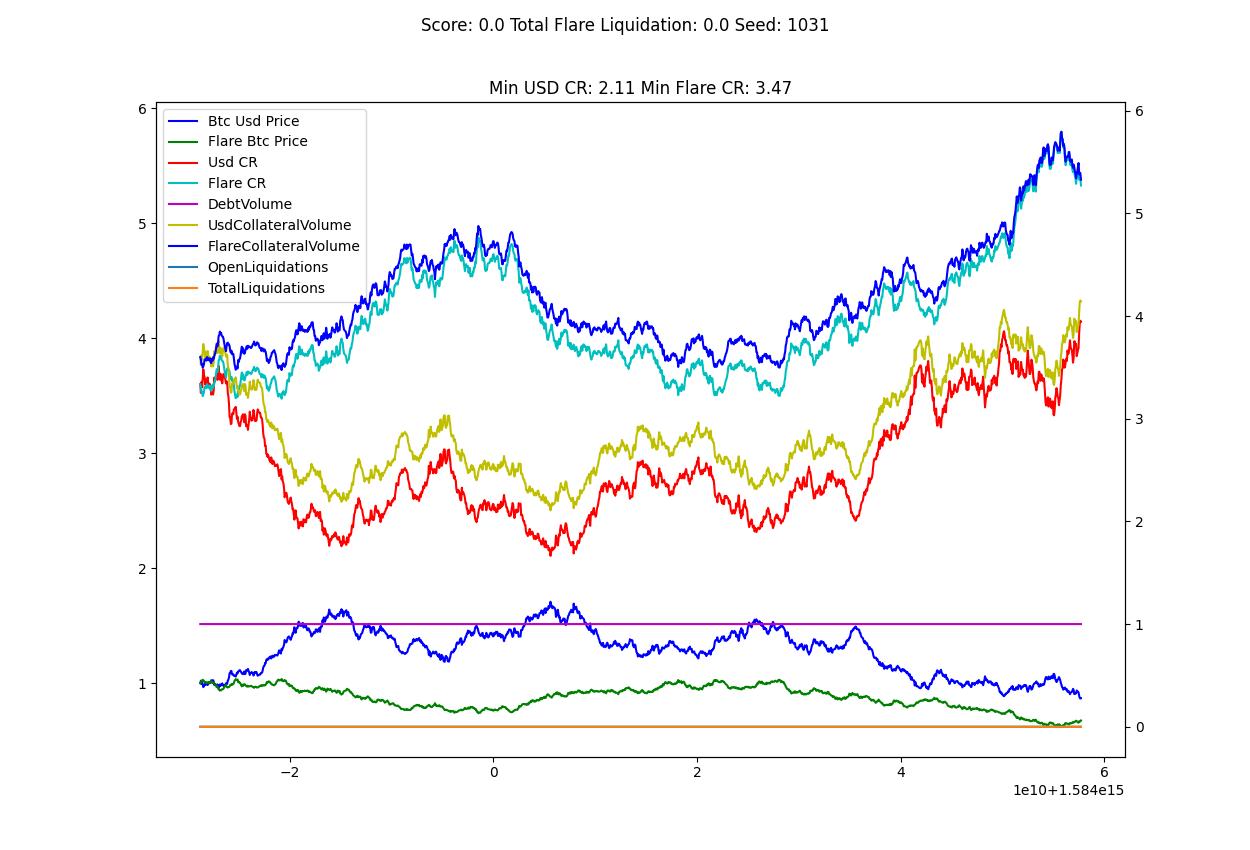 Score: 0.0 Total Flare Liquidation: 0.0 Seed: 1031
Min USD CR: 2.11 Min Flare CR: 3.47
Btc Usd Price
Flare Btc Price
Usd CR
Flare CR
DebtVolume
UsdCollateralVolume
FlareCollateralVolume
OpenLiquidations
TotalLiquidations
6
5
4
3
2
1
6
5
4
3
2
1
0
−2 0 2 4 6
1e10+1.584e15